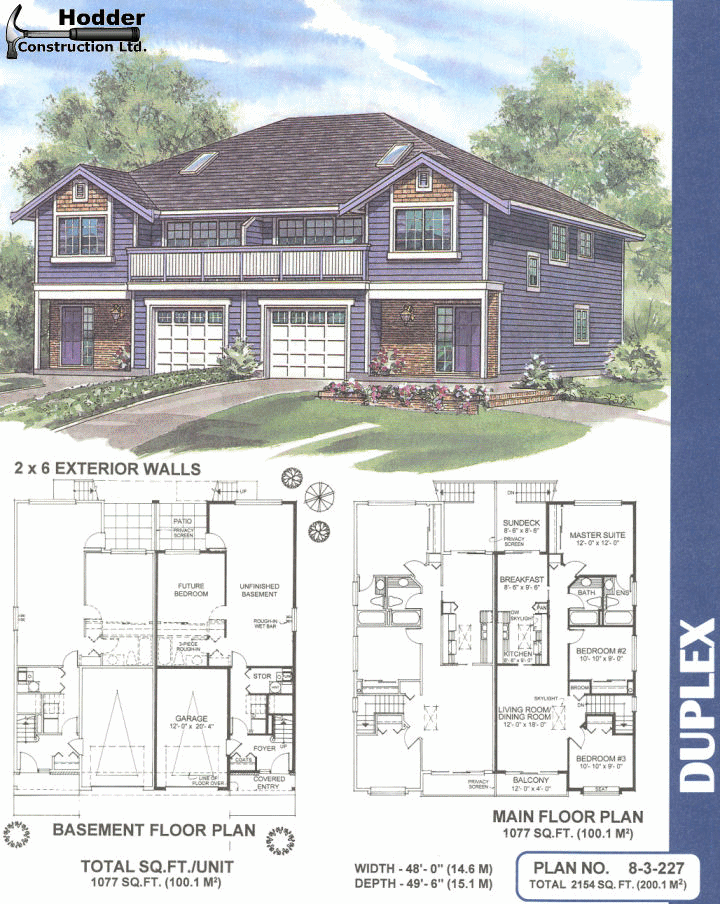 Hodder
Construction Ltd.
2 x 6 EXTERIOR WALLS
UP
PATIO
PRIVACY
SCREEN
FUTURE
BEDROOM
UNFINISHED
BASEMENT
ROUGH-IN
WET BAR
3-PIECE
ROUGH-IN
STOR
GARAGE
12'-0" x 20'-4"
FOYER
UP
COATS
LINE OF
FLOOR OVER
COVERED
ENTRY
BASEMENT FLOOR PLAN
TOTAL SQ.FT./UNIT
1077 SQ.FT. (100.1 M²)
DN
SUNDECK
8'-6" x 8'-6"
PRIVACY
SCREEN
MASTER SUITE
12'-0" x 12'-0"
BREAKFAST
8'-6" x 9'-6"
BATH
ENS
PAN
SKYLIGHT
KITCHEN
8'-6" x 9'-0"
BEDROOM #2
10'-10" x 9'-0"
BROOM
SKYLIGHT
DN
LIVING ROOM/
DINING ROOM
12'-0" x 18'-0"
BEDROOM #3
10'-10" x 9'-0"
PRIVACY
SCREEN
BALCONY
12'-0" x 4'-0"
SEAT
MAIN FLOOR PLAN
1077 SQ.FT. (100.1 M²)
WIDTH - 48'- 0" (14.6 M)
DEPTH - 49'- 6" (15.1 M)
PLAN NO. 8-3-227
TOTAL 2154 SQ. FT. (200.1 M²)
DUPLEX